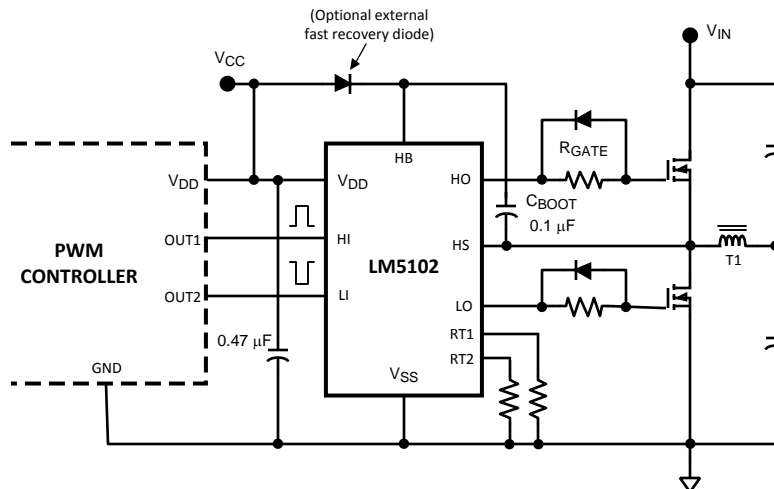 (Optional external
fast recovery diode)
VCC
VIN
HB
RGATE
VDD
VDD
HO
CBOOT
0.1 μF
OUT1
HI
HS
PWM
CONTROLLER
LM5102
T1
OUT2
LI
LO
0.47 μF
RT1
RT2
GND
VSS